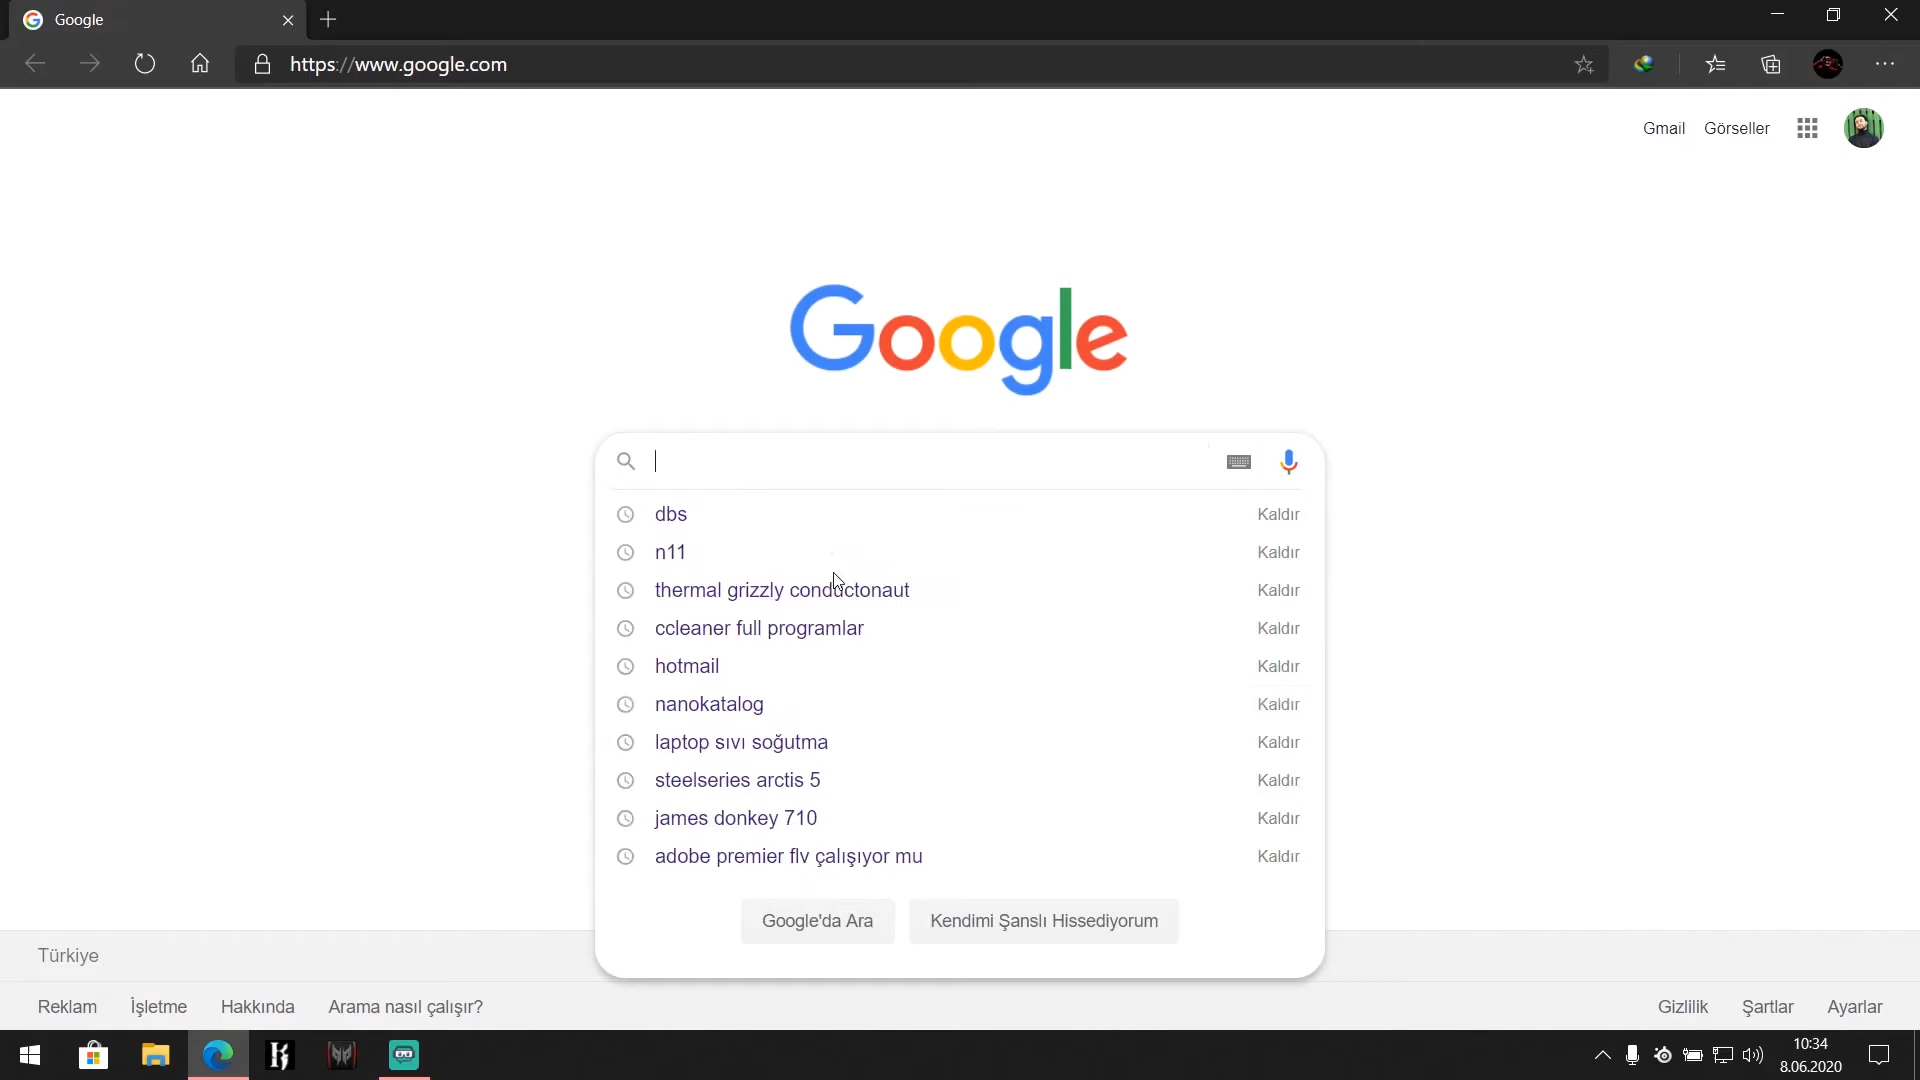 Google
https://www.google.com
Gmail Görseller
Google
dbs Kaldır
n11 Kaldır
thermal grizzly conductonaut Kaldır
ccleaner full programlar Kaldır
hotmail Kaldır
nanokatalog Kaldır
laptop sıvı soğutma Kaldır
steelseries arctis 5 Kaldır
james donkey 710 Kaldır
adobe premier flv çalışıyor mu Kaldır
Google'da Ara Kendimi Şanslı Hissediyorum
Türkiye
Reklam İşletme Hakkında Arama nasıl çalışır? Gizlilik Şartlar Ayarlar
10:34
8.06.2020